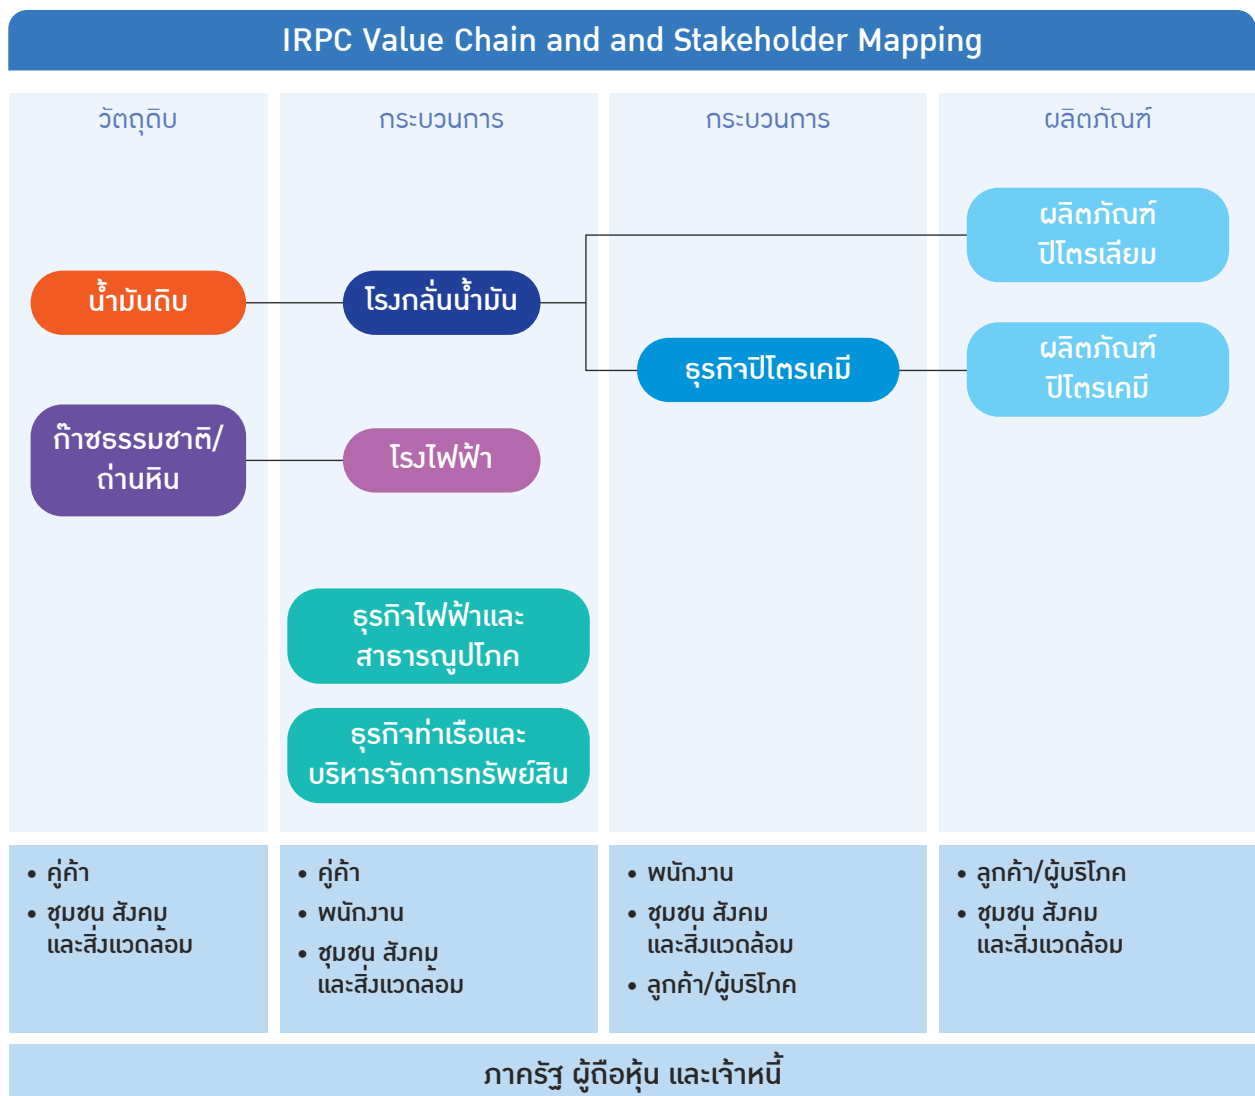 IRPC Value Chain and and Stakeholder Mapping
วัตถุดิบ
กระบวนการ
กระบวนการ
ผลิตภัณฑ์
น้ำมันดิบ
โรงกลั่นน้ำมัน
ผลิตภัณฑ์
ปิโตรเลียม
ธุรกิจปิโตรเคมี
ผลิตภัณฑ์
ปิโตรเคมี
ก๊าซธรรมชาติ/
ถ่านหิน
โรงไฟฟ้า
ธุรกิจไฟฟ้าและ
สาธารณูปโภค
ธุรกิจท่าเรือและ
บริหารจัดการทรัพย์สิน
• คู่ค้า
• ชุมชน สังคม
และสิ่งแวดล้อม
• คู่ค้า
• พนักงาน
• ชุมชน สังคม
และสิ่งแวดล้อม
• พนักงาน
• ชุมชน สังคม
และสิ่งแวดล้อม
• ลูกค้า/ผู้บริโภค
• ลูกค้า/ผู้บริโภค
• ชุมชน สังคม
และสิ่งแวดล้อม
ภาครัฐ ผู้ถือหุ้น และเจ้าหนี้